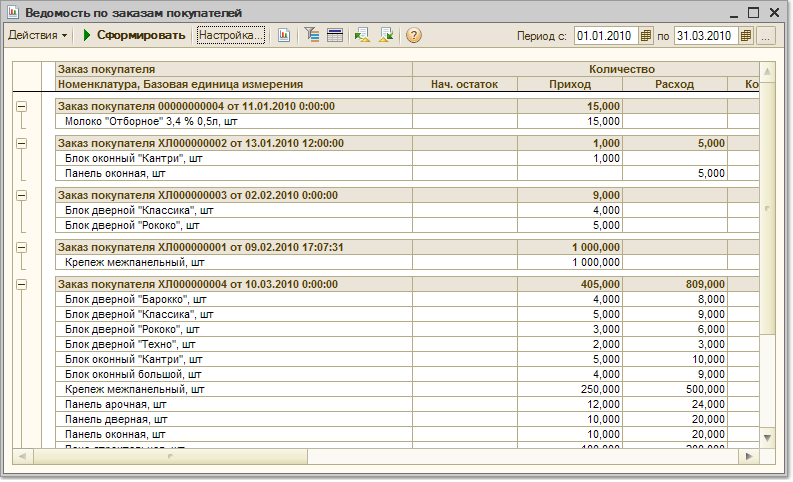 Ведомость по заказам покупателей
Действия Сформировать Настройка... Период с: 01.01.2010 по 31.03.2010 ...
Заказ покупателя Количество
Номенклатура, Базовая единица измерения Нач. остаток Приход Расход Ко
Заказ покупателя 00000000004 от 11.01.2010 0:00:00 15,000
Молоко "Отборное" 3,4 % 0,5л, шт 15,000
Заказ покупателя ХЛ000000002 от 13.01.2010 12:00:00 1,000 5,000
Блок оконный "Кантри", шт 1,000
Панель оконная, шт 5,000
Заказ покупателя ХЛ000000003 от 02.02.2010 0:00:00 9,000
Блок дверной "Классика", шт 4,000
Блок дверной "Рококо", шт 5,000
Заказ покупателя ХЛ000000001 от 09.02.2010 17:07:31 1 000,000
Крепеж межпанельный, шт 1 000,000
Заказ покупателя ХЛ000000004 от 10.03.2010 0:00:00 405,000 809,000
Блок дверной "Барокко", шт 4,000 8,000
Блок дверной "Классика", шт 5,000 9,000
Блок дверной "Рококо", шт 3,000 6,000
Блок дверной "Техно", шт 2,000 3,000
Блок оконный "Кантри", шт 5,000 10,000
Блок оконный большой, шт 4,000 9,000
Крепеж межпанельный, шт 250,000 500,000
Панель арочная, шт 12,000 24,000
Панель дверная, шт 10,000 20,000
Панель оконная, шт 10,000 20,000